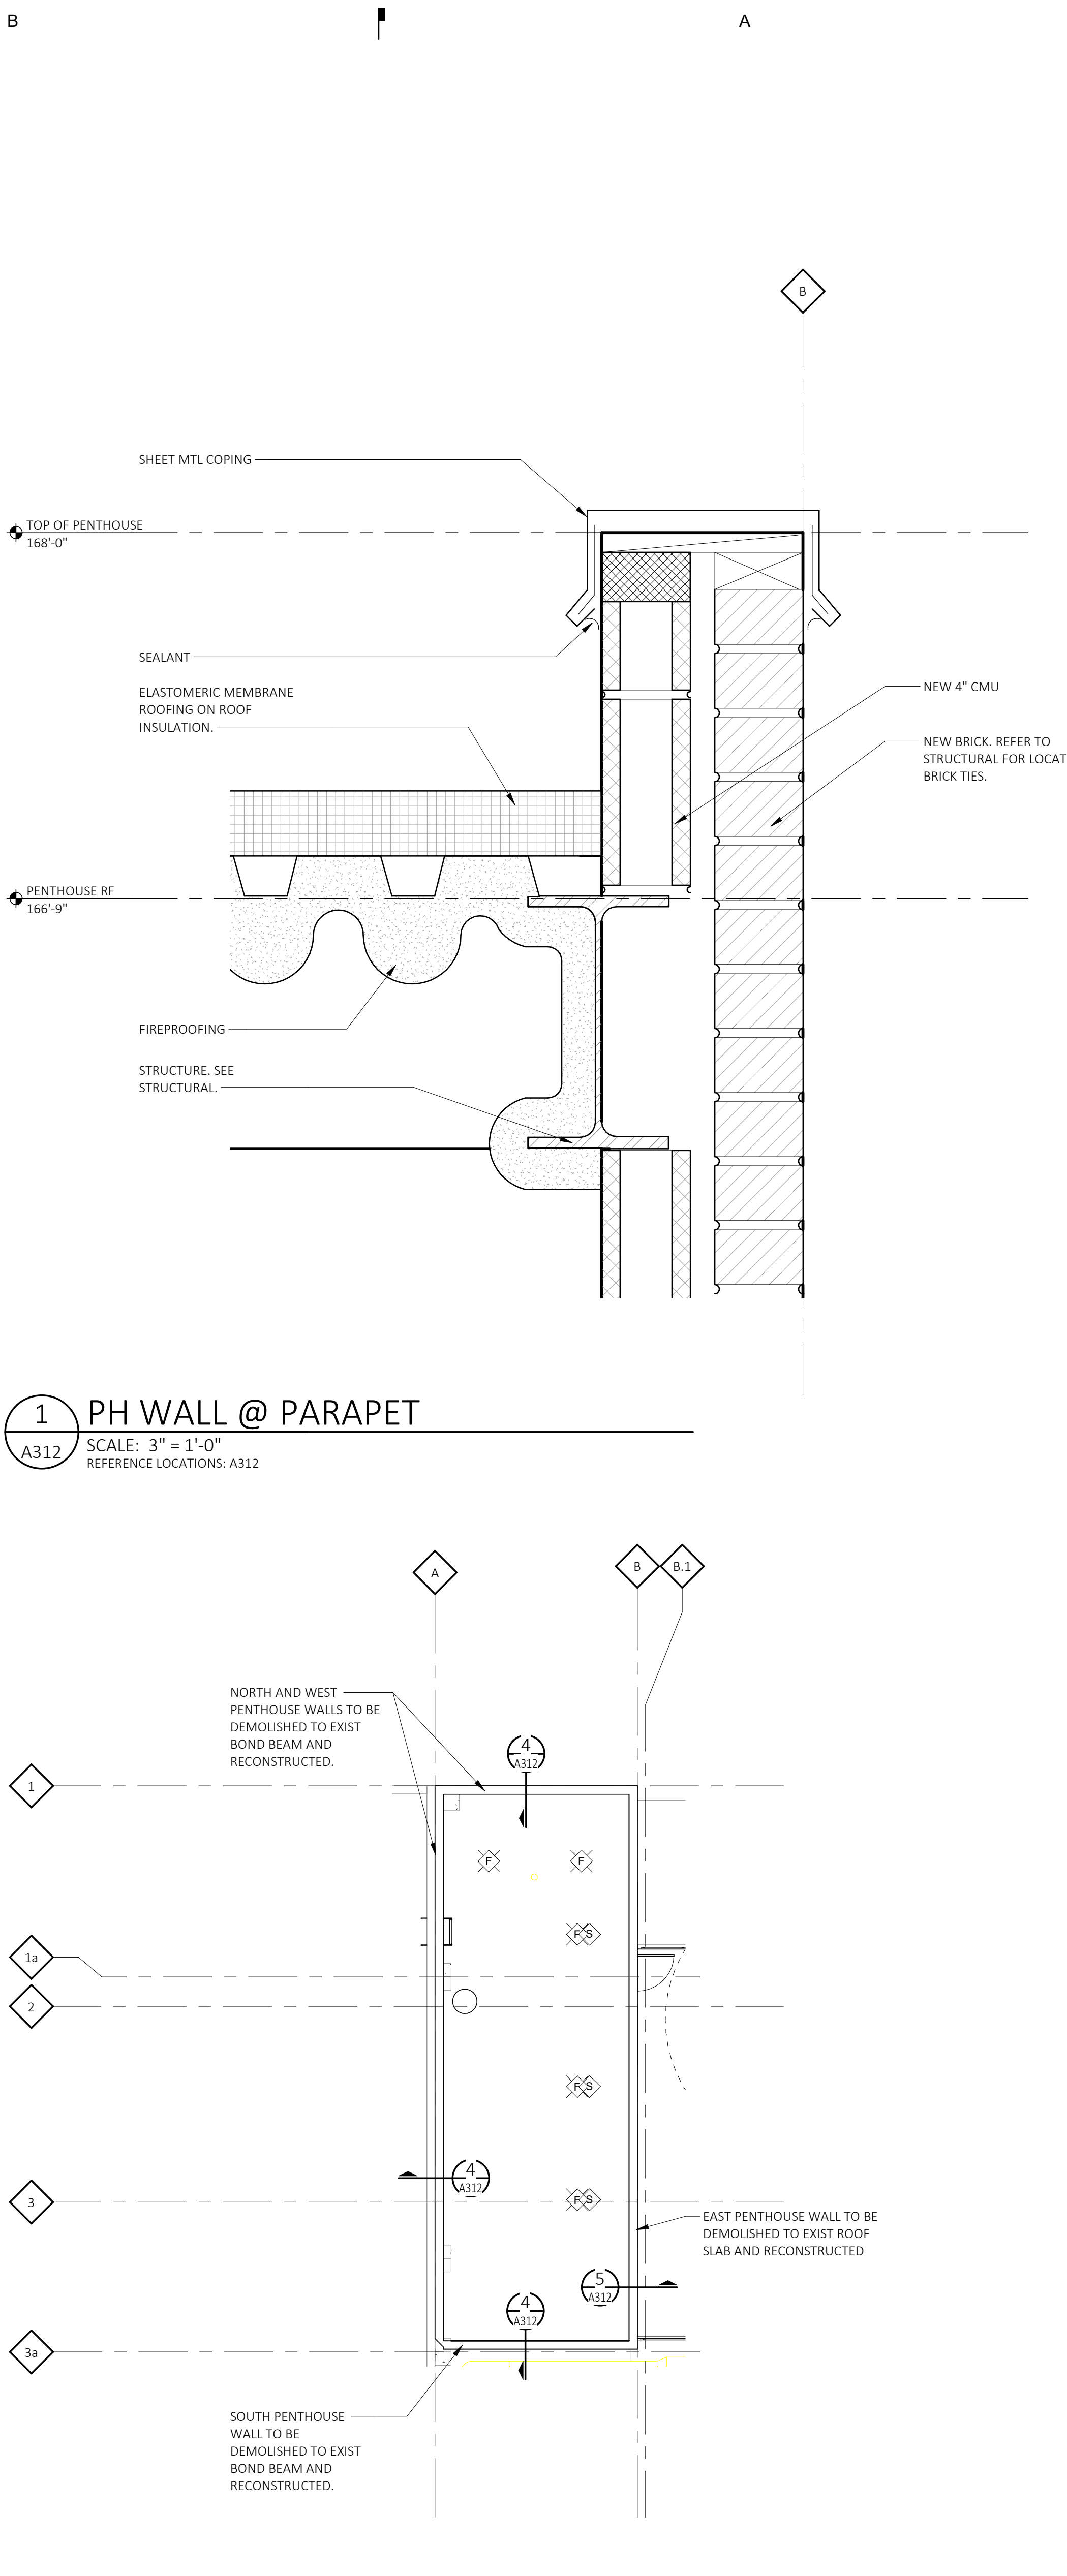 B
A
B
SHEET MTL COPING
TOP OF PENTHOUSE
168'-0"
SEALANT
ELASTOMERIC MEMBRANE
ROOFING ON ROOF
INSULATION.
NEW 4" CMU
NEW BRICK. REFER TO
STRUCTURAL FOR LOCAT
BRICK TIES.
PENTHOUSE RF
166'-9"
FIREPROOFING
STRUCTURE. SEE
STRUCTURAL.
1
A312
PH WALL @ PARAPET
SCALE: 3" = 1'-0"
REFERENCE LOCATIONS: A312
A
B
B.1
NORTH AND WEST
PENTHOUSE WALLS TO BE
DEMOLISHED TO EXIST
BOND BEAM AND
RECONSTRUCTED.
4
A312
1
F
F
F S
1a
2
F S
4
A312
3
F S
EAST PENTHOUSE WALL TO BE
DEMOLISHED TO EXIST ROOF
SLAB AND RECONSTRUCTED
5
A312
4
A312
3a
SOUTH PENTHOUSE
WALL TO BE
DEMOLISHED TO EXIST
BOND BEAM AND
RECONSTRUCTED.